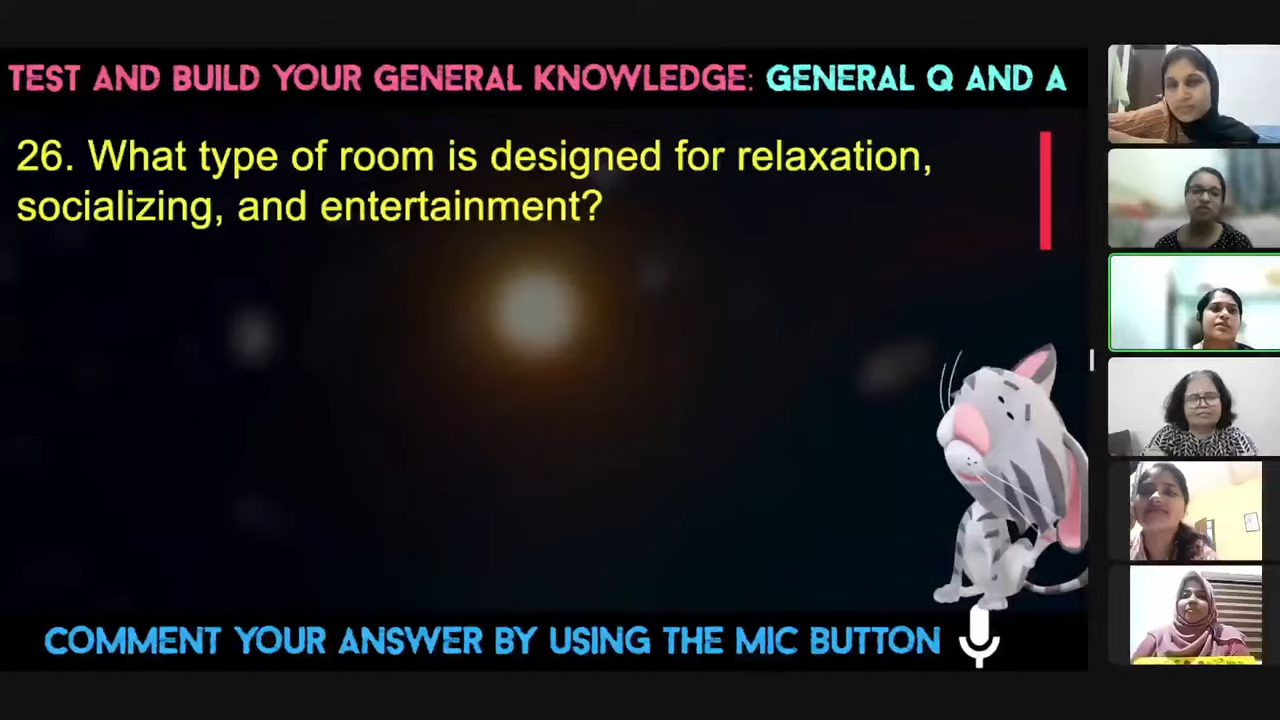 TEST AND BUILD YOUR GENERAL KNOWLEDGE: GENERAL Q AND A
26. What type of room is designed for relaxation,
socializing, and entertainment?
COMMENT YOUR ANSWER BY USING THE MIC BUTTON